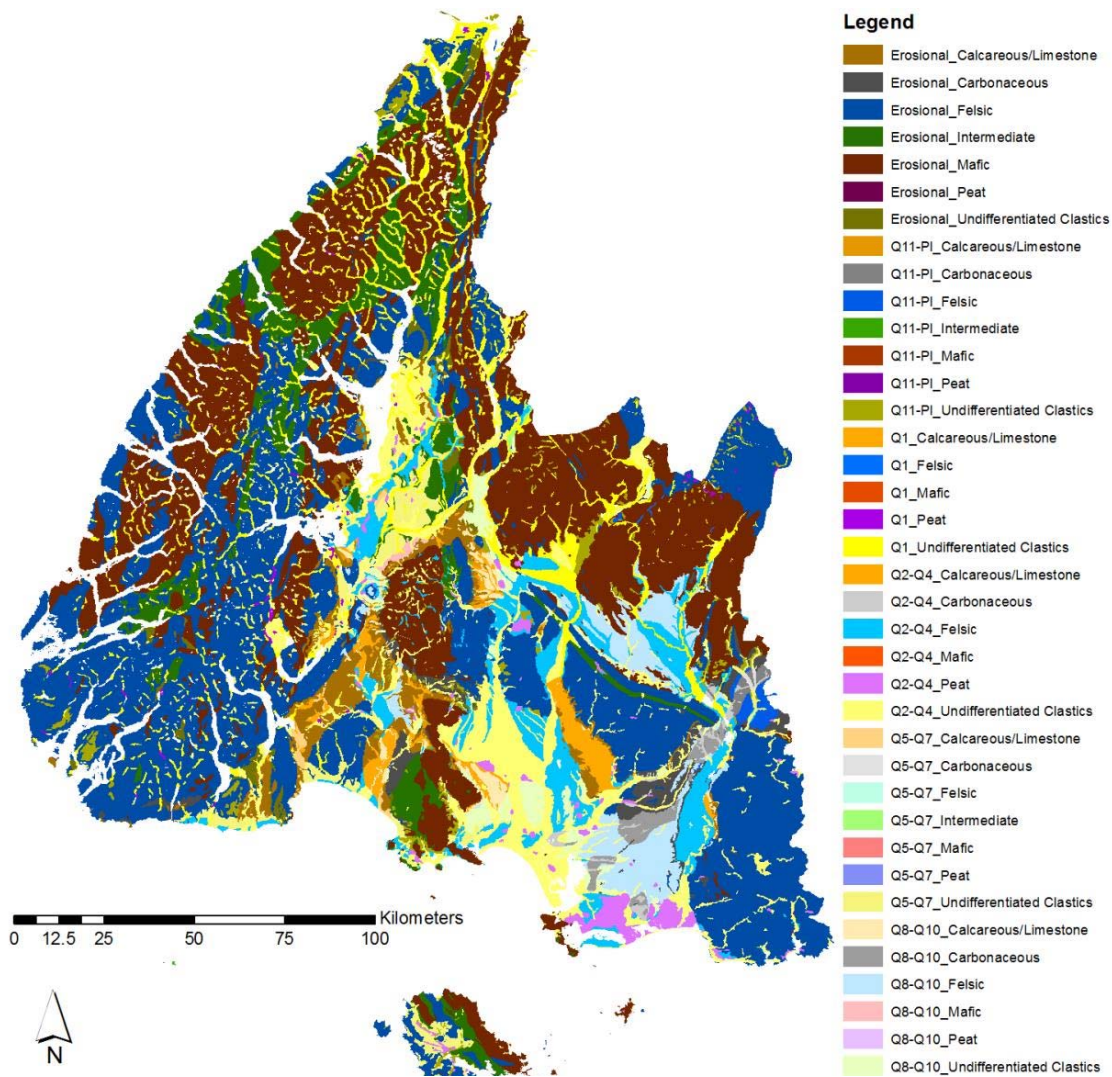 Legend
Erosional_Calcareous/Limestone
Erosional_Carbonaceous
Erosional_Felsic
Erosional_Intermediate
Erosional_Mafic
Erosional_Peat
Erosional_Undifferentiated Clastics
Q11-Pl_Calcareous/Limestone
Q11-Pl_Carbonaceous
Q11-Pl_Felsic
Q11-Pl_Intermediate
Q11-Pl_Mafic
Q11-Pl_Peat
Q11-Pl_Undifferentiated Clastics
Q1_Calcareous/Limestone
Q1_Felsic
Q1_Mafic
Q1_Peat
Q1_Undifferentiated Clastics
Q2-Q4_Calcareous/Limestone
Q2-Q4_Carbonaceous
Q2-Q4_Felsic
Q2-Q4_Mafic
Q2-Q4_Peat
Q2-Q4_Undifferentiated Clastics
Q5-Q7_Calcareous/Limestone
Q5-Q7_Carbonaceous
Q5-Q7_Felsic
Q5-Q7_Intermediate
Q5-Q7_Mafic
Q5-Q7_Peat
Q5-Q7_Undifferentiated Clastics
Q8-Q10_Calcareous/Limestone
Q8-Q10_Carbonaceous
Q8-Q10_Felsic
Q8-Q10_Mafic
Q8-Q10_Peat
Q8-Q10_Undifferentiated Clastics
Kilometers
0 12.5 25 50 75 100
N